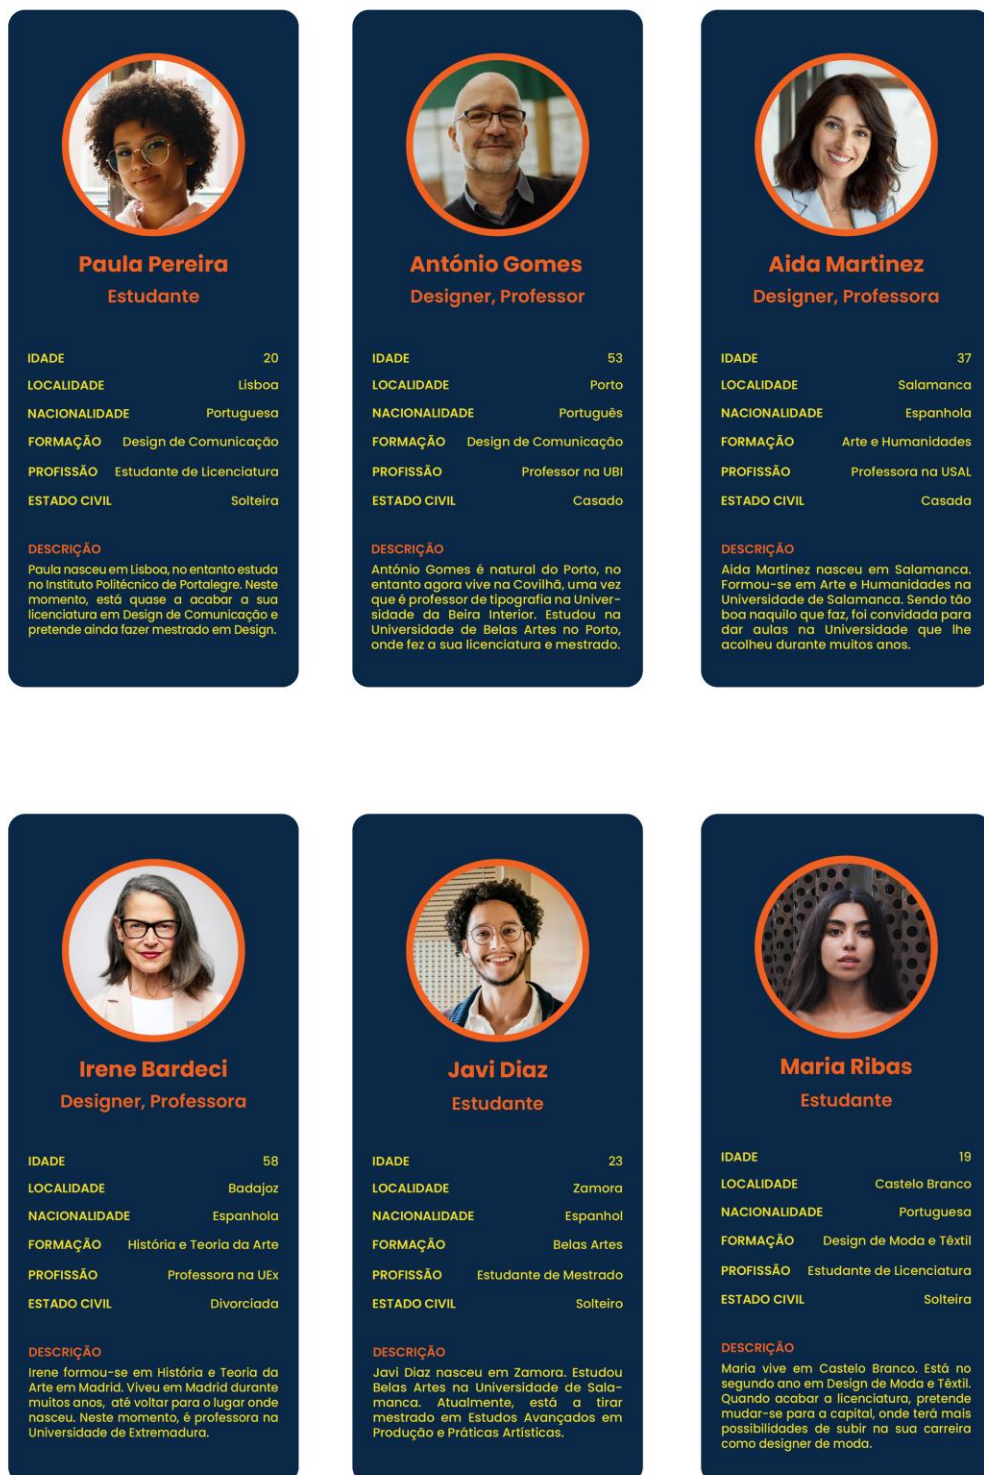 Paula Pereira
Estudante
IDADE 20
LOCALIDADE Lisboa
NACIONALIDADE Portuguesa
FORMAÇÃO Design de Comunicação
PROFISSÃO Estudante de Licenciatura
ESTADO CIVIL Solteira
DESCRIÇÃO
Paula nasceu em Lisboa, no entanto estuda
no Instituto Politécnico de Portalegre. Neste
momento, está quase a acabar a sua
licenciatura em Design de Comunicação e
pretende ainda fazer mestrado em Design.
António Gomes
Designer, Professor
IDADE 53
LOCALIDADE Porto
NACIONALIDADE Português
FORMAÇÃO Design de Comunicação
PROFISSÃO Professor na UBI
ESTADO CIVIL Casado
DESCRIÇÃO
António Gomes é natural do Porto, no
entanto agora vive na Covilhã, uma vez
que é professor de tipografia na Univer-
sidade da Beira Interior. Estudou na
Universidade de Belas Artes no Porto,
onde fez a sua licenciatura e mestrado.
Aida Martinez
Designer, Professora
IDADE 37
LOCALIDADE Salamanca
NACIONALIDADE Espanhola
FORMAÇÃO Arte e Humanidades
PROFISSÃO Professora na USAL
ESTADO CIVIL Casada
DESCRIÇÃO
Aida Martinez nasceu em Salamanca.
Formou-se em Arte e Humanidades na
Universidade de Salamanca. Sendo tão
boa naquilo que faz, foi convidada para
dar aulas na Universidade que lhe
acolheu durante muitos anos.
Irene Bardeci
Designer, Professora
IDADE 58
LOCALIDADE Badajoz
NACIONALIDADE Espanhola
FORMAÇÃO História e Teoria da Arte
PROFISSÃO Professora na UEx
ESTADO CIVIL Divorciada
DESCRIÇÃO
Irene formou-se em História e Teoria da
Arte em Madrid. Viveu em Madrid durante
muitos anos, até voltar para o lugar onde
nasceu. Neste momento, é professora na
Universidade de Extremadura.
Javi Diaz
Estudante
IDADE 23
LOCALIDADE Zamora
NACIONALIDADE Espanhol
FORMAÇÃO Belas Artes
PROFISSÃO Estudante de Mestrado
ESTADO CIVIL Solteiro
DESCRIÇÃO
Javi Diaz nasceu em Zamora. Estudou
Belas Artes na Universidade de Sala-
manca. Atualmente, está a tirar
mestrado em Estudos Avançados em
Produção e Práticas Artísticas.
Maria Ribas
Estudante
IDADE 19
LOCALIDADE Castelo Branco
NACIONALIDADE Portuguesa
FORMAÇÃO Design de Moda e Têxtil
PROFISSÃO Estudante de Licenciatura
ESTADO CIVIL Solteira
DESCRIÇÃO
Maria vive em Castelo Branco. Está no
segundo ano em Design de Moda e Têxtil.
Quando acabar a licenciatura, pretende
mudar-se para a capital, onde terá mais
possibilidades de subir na sua carreira
como designer de moda.